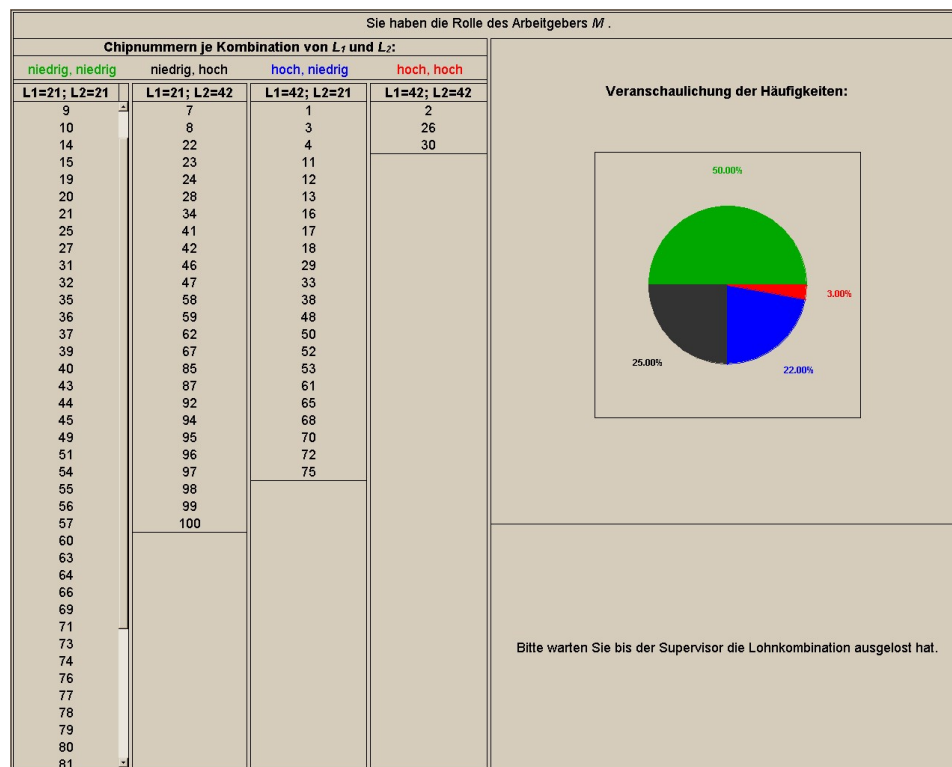 Sie haben die Rolle des Arbeitgebers M .
Chipnummern je Kombination von L1 und L2:
niedrig, niedrig niedrig, hoch hoch, niedrig hoch, hoch
L1=21; L2=21 L1=21; L2=42 L1=42; L2=21 L1=42; L2=42
9 7 1 2
10 8 3 26
14 22 4 30
15 23 11
19 24 12
20 28 13
21 34 16
25 41 17
27 42 18
31 46 29
32 47 33
35 58 38
36 59 48
37 62 50
39 67 52
40 85 53
43 87 61
44 92 65
45 94 68
49 95 70
51 96 72
54 97 75
55 98
56 99
57 100
60
63
64
66
69
71
73
74
76
77
78
79
80
81
Veranschaulichung der Häufigkeiten:
50.00%
3.00%
25.00%
22.00%
Bitte warten Sie bis der Supervisor die Lohnkombination ausgelost hat.